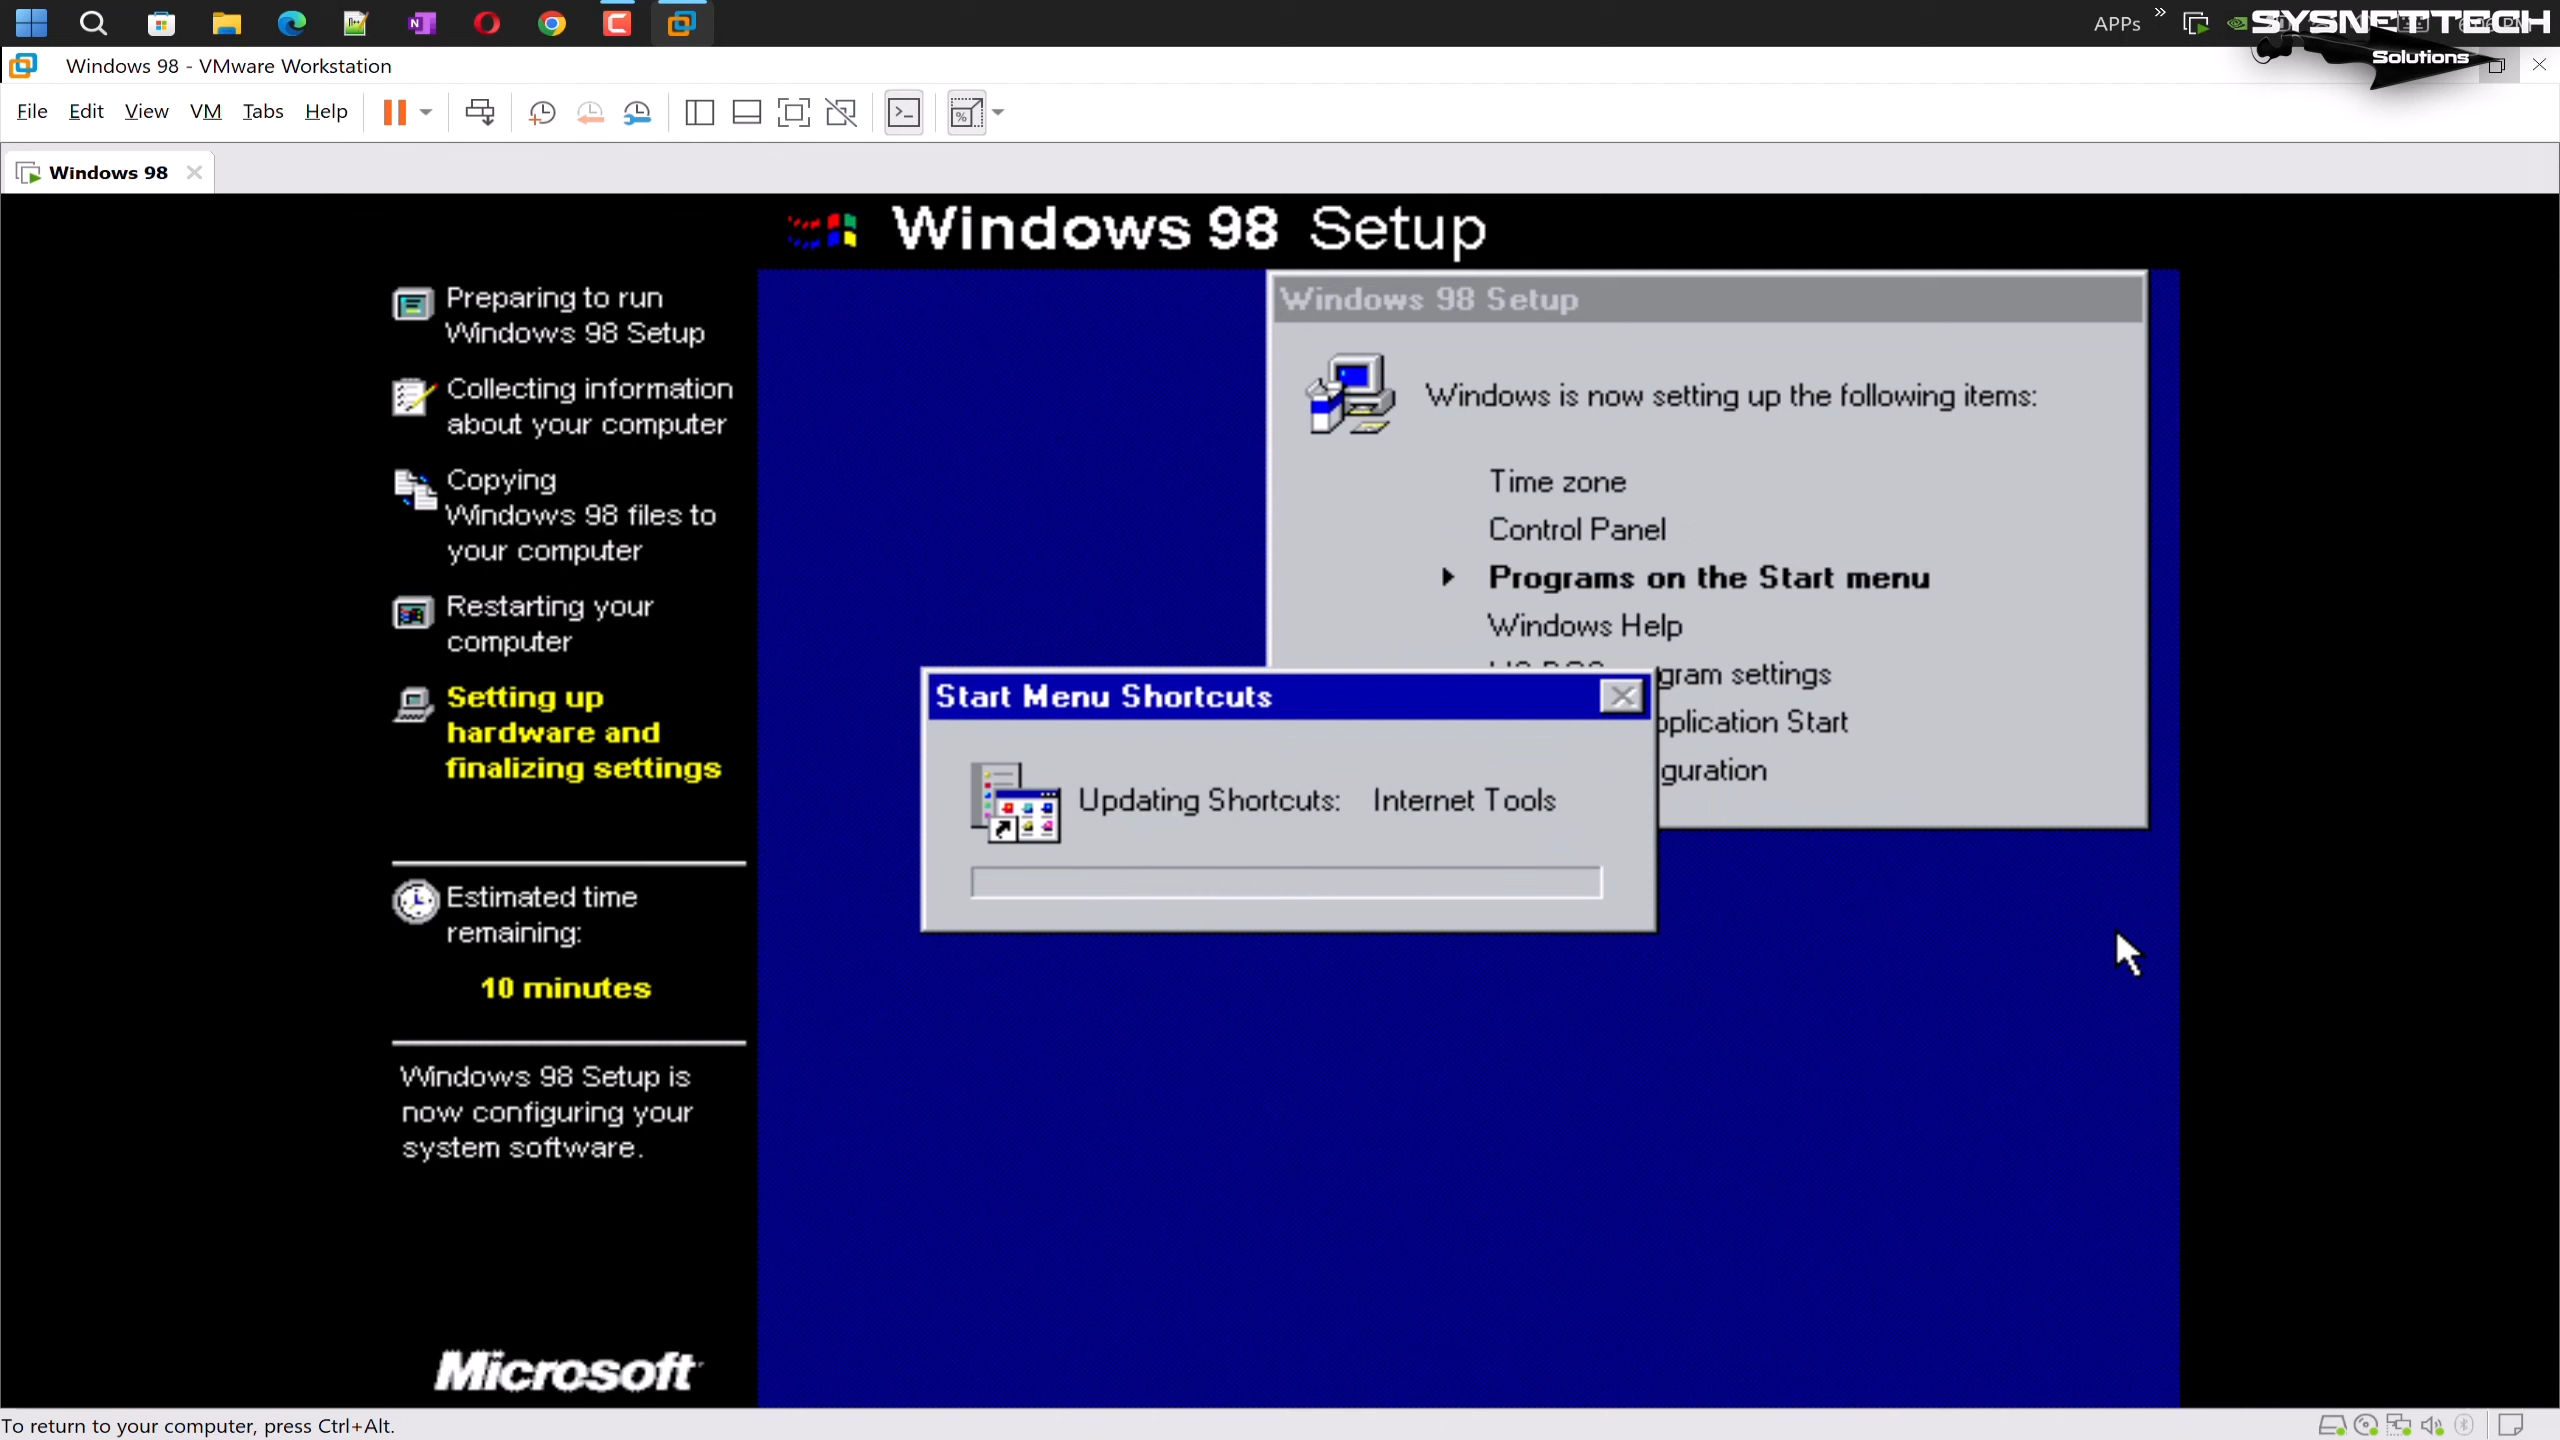 APPs
SYSNETTECH
Solutions
Windows 98 - VMware Workstation
File Edit View VM Tabs Help
Windows 98
Windows 98 Setup
Preparing to run
Windows 98 Setup
Collecting information
about your computer
Copying
Windows 98 files to
your computer
Restarting your
computer
Setting up
hardware and
finalizing settings
Estimated time
remaining:
10 minutes
Windows 98 Setup is
now configuring your
system software.
Microsoft
Windows 98 Setup
Windows is now setting up the following items:
Time zone
Control Panel
Programs on the Start menu
Windows Help
settings
Start
Start Menu Shortcuts
Updating Shortcuts: Internet Tools
To return to your computer, press Ctrl+Alt.